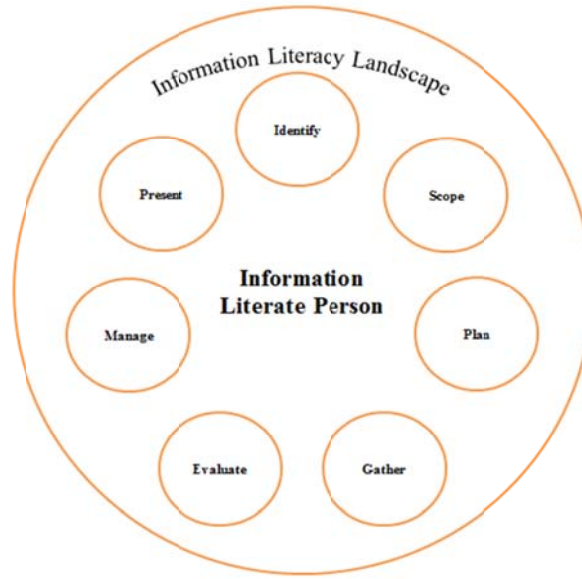 Information Literacy Landscape
Identify
Present
Scope
Information
Literate Person
Manage
Plan
Evaluate
Gather